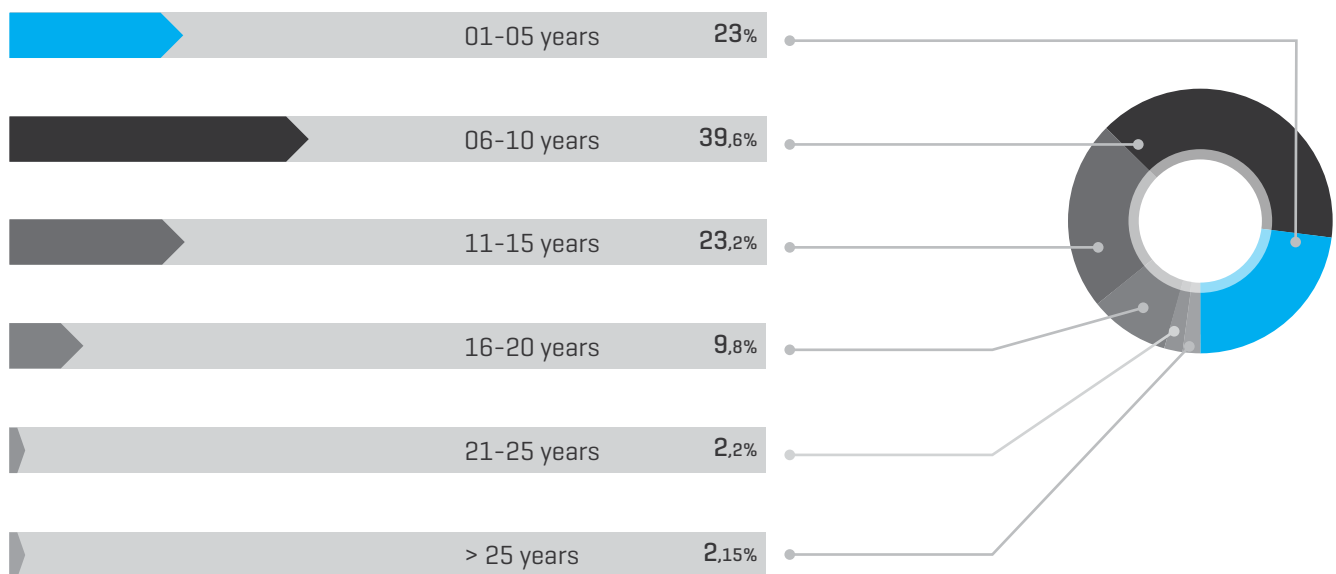 01-05 years 23%
06-10 years 39,6%
11-15 years 23,2%
16-20 years 9,8%
21-25 years 2,2%
> 25 years 2,15%